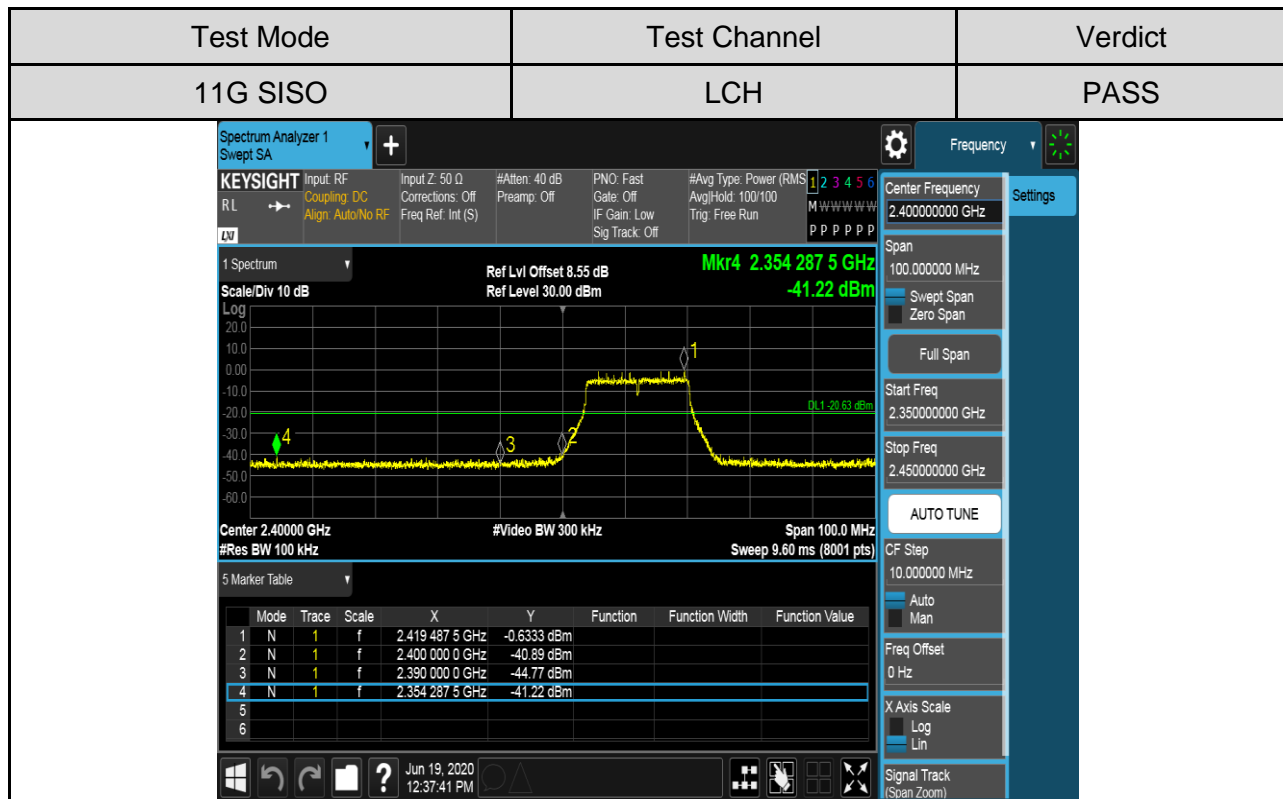 Test Mode Test Channel Verdict
11G SISO LCH PASS
Spectrum Analyzer 1
Swept SA
+
Frequency
KEYSIGHT
RL
LXI
Input: RF
Coupling: DC
Align: Auto/No RF
Input Z: 50 Ω
Corrections: Off
Freq Ref: Int (S)
#Atten: 40 dB
Preamp: Off
PNO: Fast
Gate: Off
IF Gain: Low
Sig Track: Off
#Avg Type: Power (RMS
Avg|Hold: 100/100
Trig: Free Run
1 2 3 4 5 6
M W W W W W
P P P P P P
1 Spectrum
Scale/Div 10 dB
Ref Lvl Offset 8.55 dB
Ref Level 30.00 dBm
Mkr4 2.354 287 5 GHz
-41.22 dBm
Log
20.0
10.0
0.00
-10.0
-20.0
-30.0
-40.0
-50.0
-60.0
1
2
3
4
DL1 -20.63 dBm
Center 2.40000 GHz #Video BW 300 kHz Span 100.0 MHz
#Res BW 100 kHz Sweep 9.60 ms (8001 pts)
5 Marker Table
Mode Trace Scale X Y Function Function Width Function Value
1 N 1 f 2.419 487 5 GHz -0.6333 dBm
2 N 1 f 2.400 000 0 GHz -40.89 dBm
3 N 1 f 2.390 000 0 GHz -44.77 dBm
4 N 1 f 2.354 287 5 GHz -41.22 dBm
5
6
?
Jun 19, 2020
12:37:41 PM
Center Frequency
2.400000000 GHz
Settings
Span
100.000000 MHz
Swept Span
Zero Span
Full Span
Start Freq
2.350000000 GHz
Stop Freq
2.450000000 GHz
AUTO TUNE
CF Step
10.000000 MHz
Auto
Man
Freq Offset
0 Hz
X Axis Scale
Log
Lin
Signal Track
(Span Zoom)